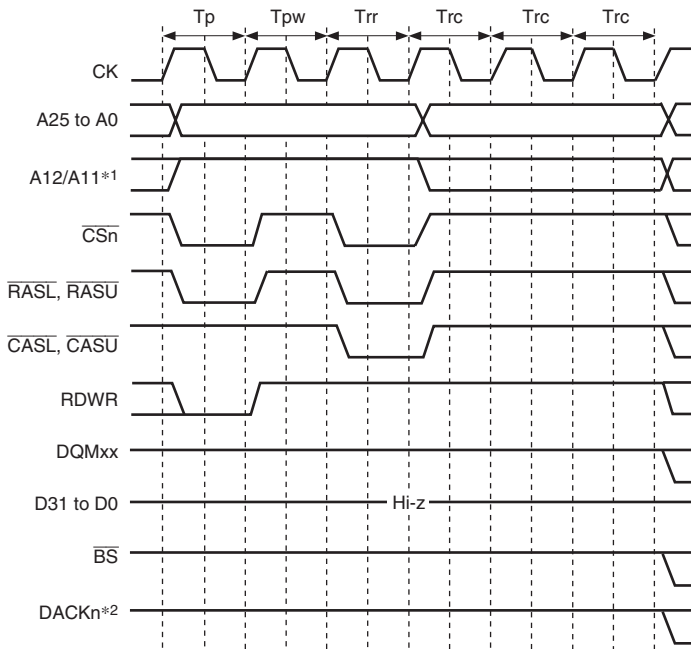 Tp Tpw Trr Trc Trc Trc
CK
A25 to A0
A12/A11*1
CSn
RASL, RASU
CASL, CASU
RDWR
DQMxx
D31 to D0 Hi-z
BS
DACKn*2